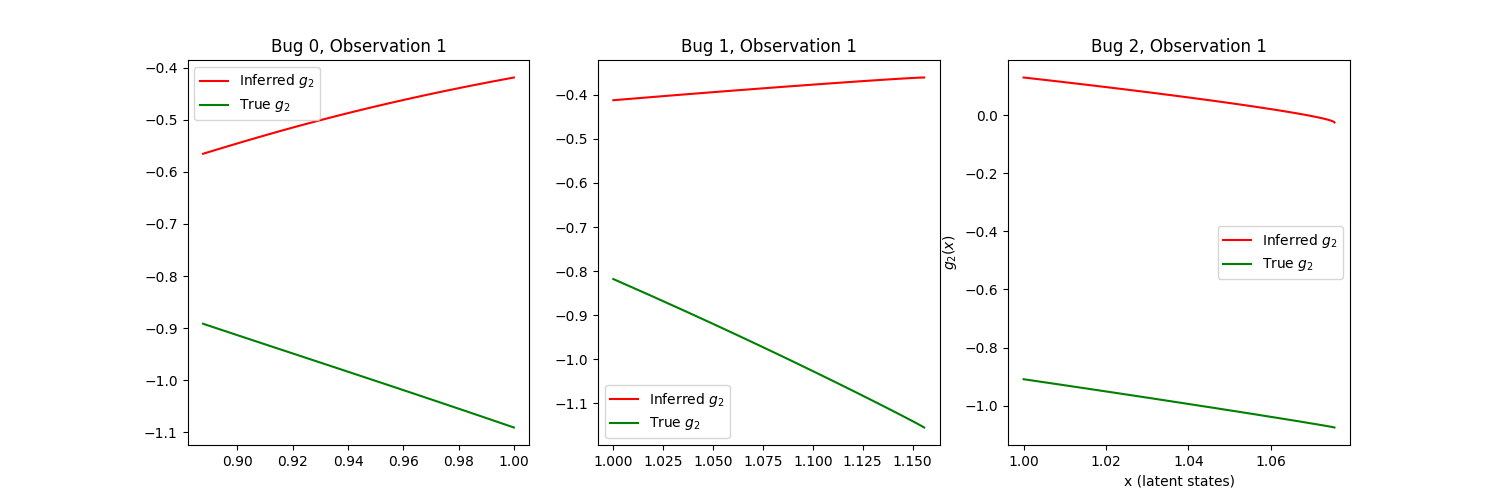 Bug 0, Observation 1
−0.4
−0.5
−0.6
−0.7
−0.8
−0.9
−1.0
−1.1
Inferred g₂
True g₂
0.90 0.92 0.94 0.96 0.98 1.00
Bug 1, Observation 1
−0.4
−0.5
−0.6
−0.7
−0.8
−0.9
−1.0
−1.1
Inferred g₂
True g₂
1.000 1.025 1.050 1.075 1.100 1.125 1.150
Bug 2, Observation 1
g₂(x)
0.0
−0.2
−0.4
−0.6
−0.8
−1.0
Inferred g₂
True g₂
1.00 1.02 1.04 1.06
x (latent states)